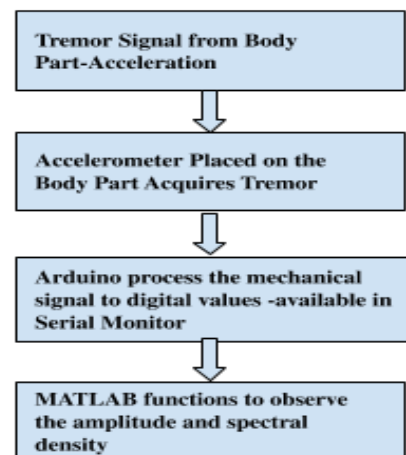 Tremor Signal from Body
Part-Acceleration
Accelerometer Placed on the
Body Part Acquires Tremor
Arduino process the mechanical
signal to digital values -available in
Serial Monitor
MATLAB functions to observe
the amplitude and spectral
density